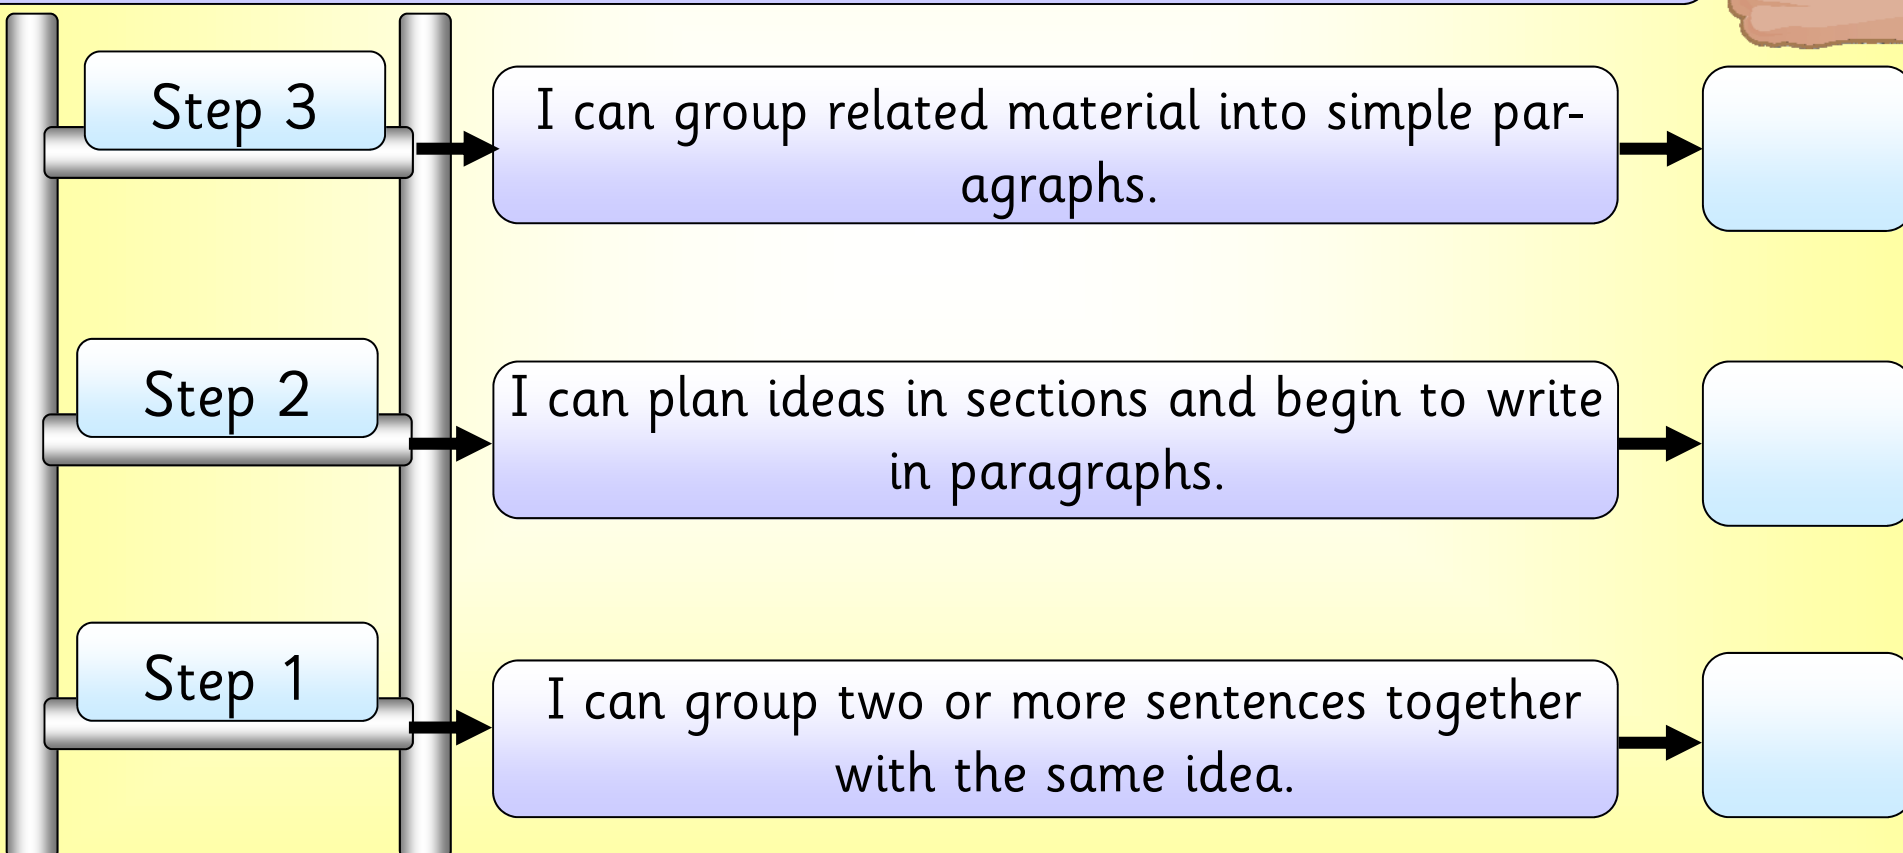 Step 3
I can group related material into simple par-
agraphs.
Step 2
I can plan ideas in sections and begin to write
in paragraphs.
Step 1
I can group two or more sentences together
with the same idea.